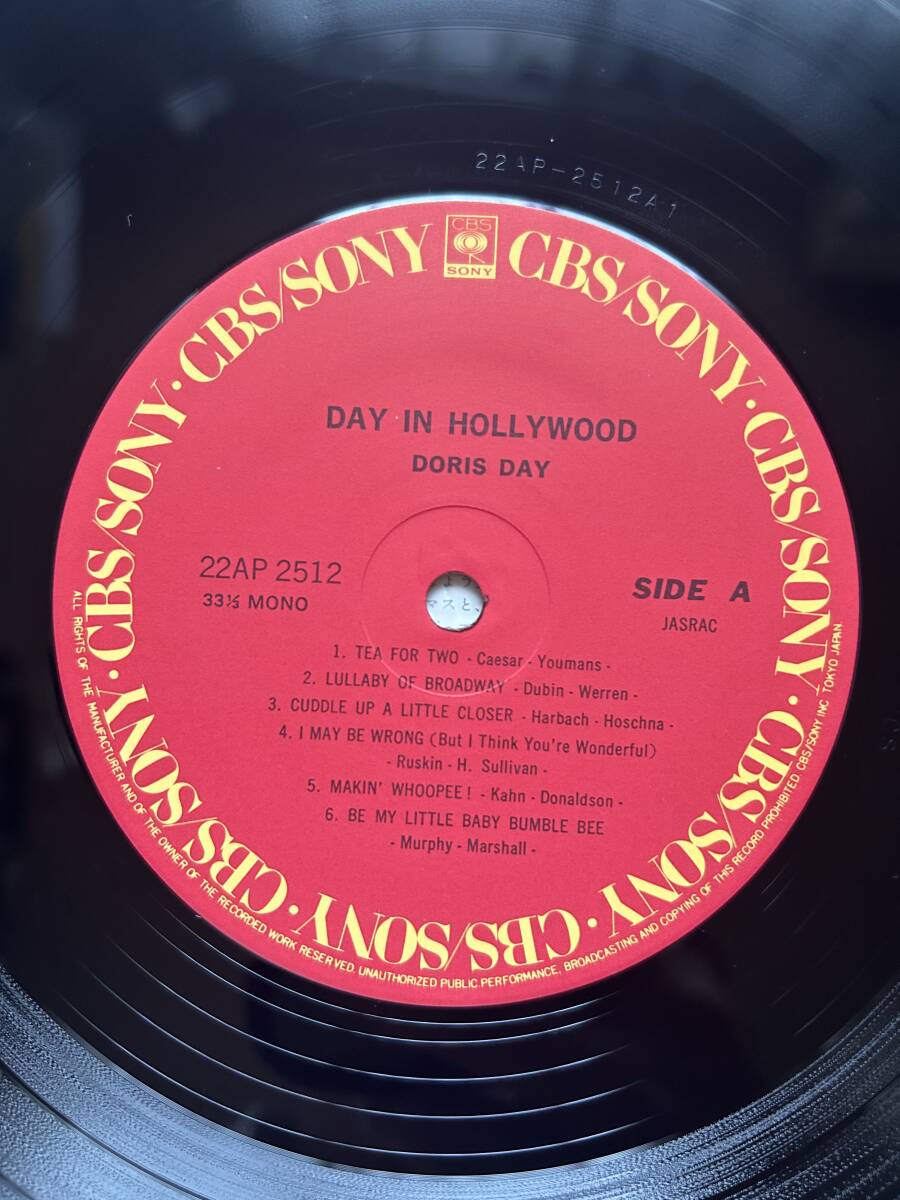 22AP-2512A1
CBS
SONY
CBS/SONY · CBS/SONY · CBS/SONY · CBS/SONY · CBS/SONY · CBS/SONY · CBS/SONY · CBS/SONY
DAY IN HOLLYWOOD
DORIS DAY
22AP 2512
33⅓ MONO
SIDE A
JASRAC
マスと、
1. TEA FOR TWO - Caesar - Youmans -
2. LULLABY OF BROADWAY - Dubin - Werren -
3. CUDDLE UP A LITTLE CLOSER - Harbach - Hoschna -
4. I MAY BE WRONG (But I Think You're Wonderful)
- Ruskin - H. Sullivan -
5. MAKIN' WHOOPEE! - Kahn - Donaldson -
6. BE MY LITTLE BABY BUMBLE BEE
- Murphy - Marshall -
ALL RIGHTS OF THE MANUFACTURER AND OF THE OWNER OF THE RECORDED WORK RESERVED. UNAUTHORIZED PUBLIC PERFORMANCE, BROADCASTING AND COPYING OF THIS RECORD PROHIBITED CBS/SONY INC. TOKYO JAPAN